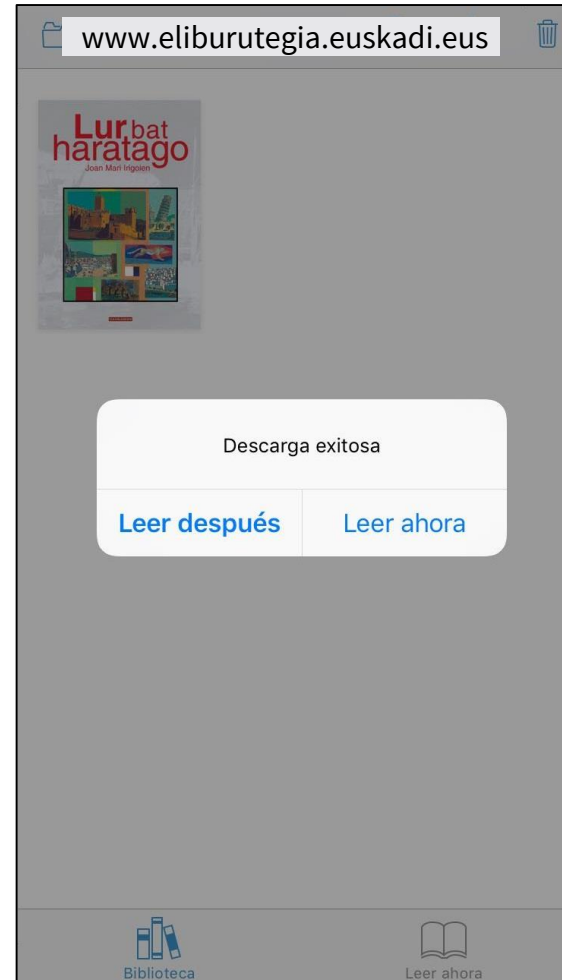 www.eliburutegia.euskadi.eus
Lur bat
haratago
Joan Mari Irigoien
Descarga exitosa
Leer después
Leer ahora
Biblioteca
Leer ahora